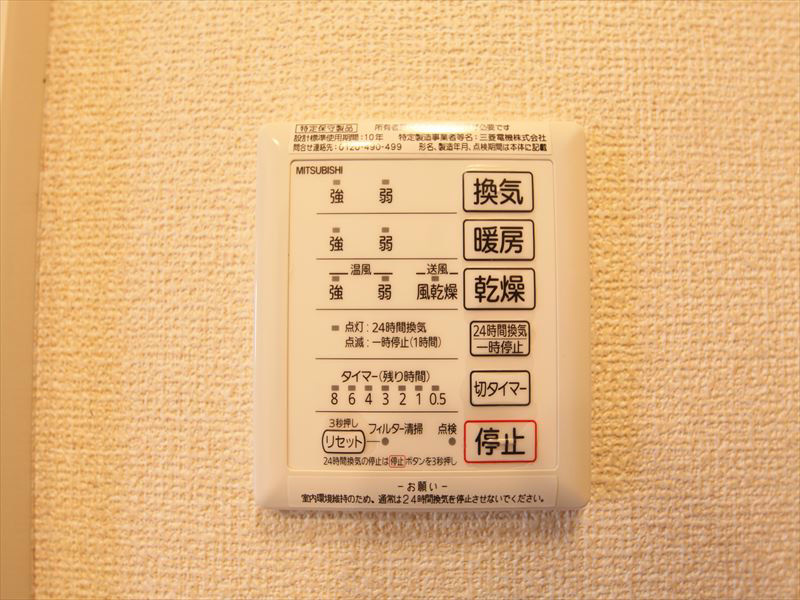 特定保守製品 所有者 必要です
設計標準使用期間:10年 特定製造事業者等名:三菱電機株式会社
問合せ連絡先:0120-490-499 形名、製造年月、点検期間は本体に記載
MITSUBISHI
強 弱 換気
強 弱 暖房
温風 送風
強 弱 風乾燥 乾燥
点灯:24時間換気
点滅:一時停止(1時間)
24時間換気
一時停止
タイマー(残り時間)
8 6 4 3 2 1 0.5
切タイマー
3秒押し
リセット フィルター清掃 点検
停止
24時間換気の停止は停止ボタンを3秒押し
-お願い-
室内環境維持のため、通常は24時間換気を停止させないでください。